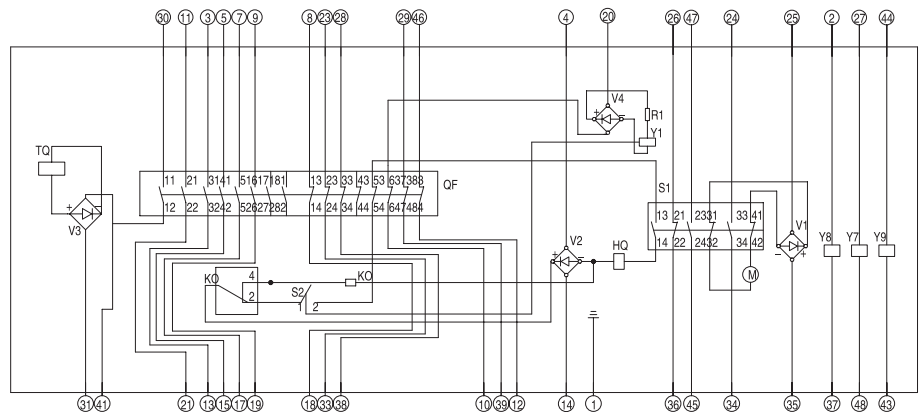 30 11 3 5 7 9 8 23 28 29 46 4 20 26 47 24 25 2 27 44
V4
+ −
R1
Y1
TQ
11 21 31 41 51 61 71 81 13 23 33 43 53 63 73 83
QF
S1
+ −
V3
12 22 32 42 52 62 72 82 14 24 34 44 54 64 74 84
13 21 23 31 33 41
V2
V1
Y8 Y7 Y9
14 22 24 32 34 42
+ −
− +
HQ
KO
4
2
KO
S2
1 2
M
31 41 21 13 15 17 19 18 33 38 10 39 12 14 1 36 45 34 35 37 48 43